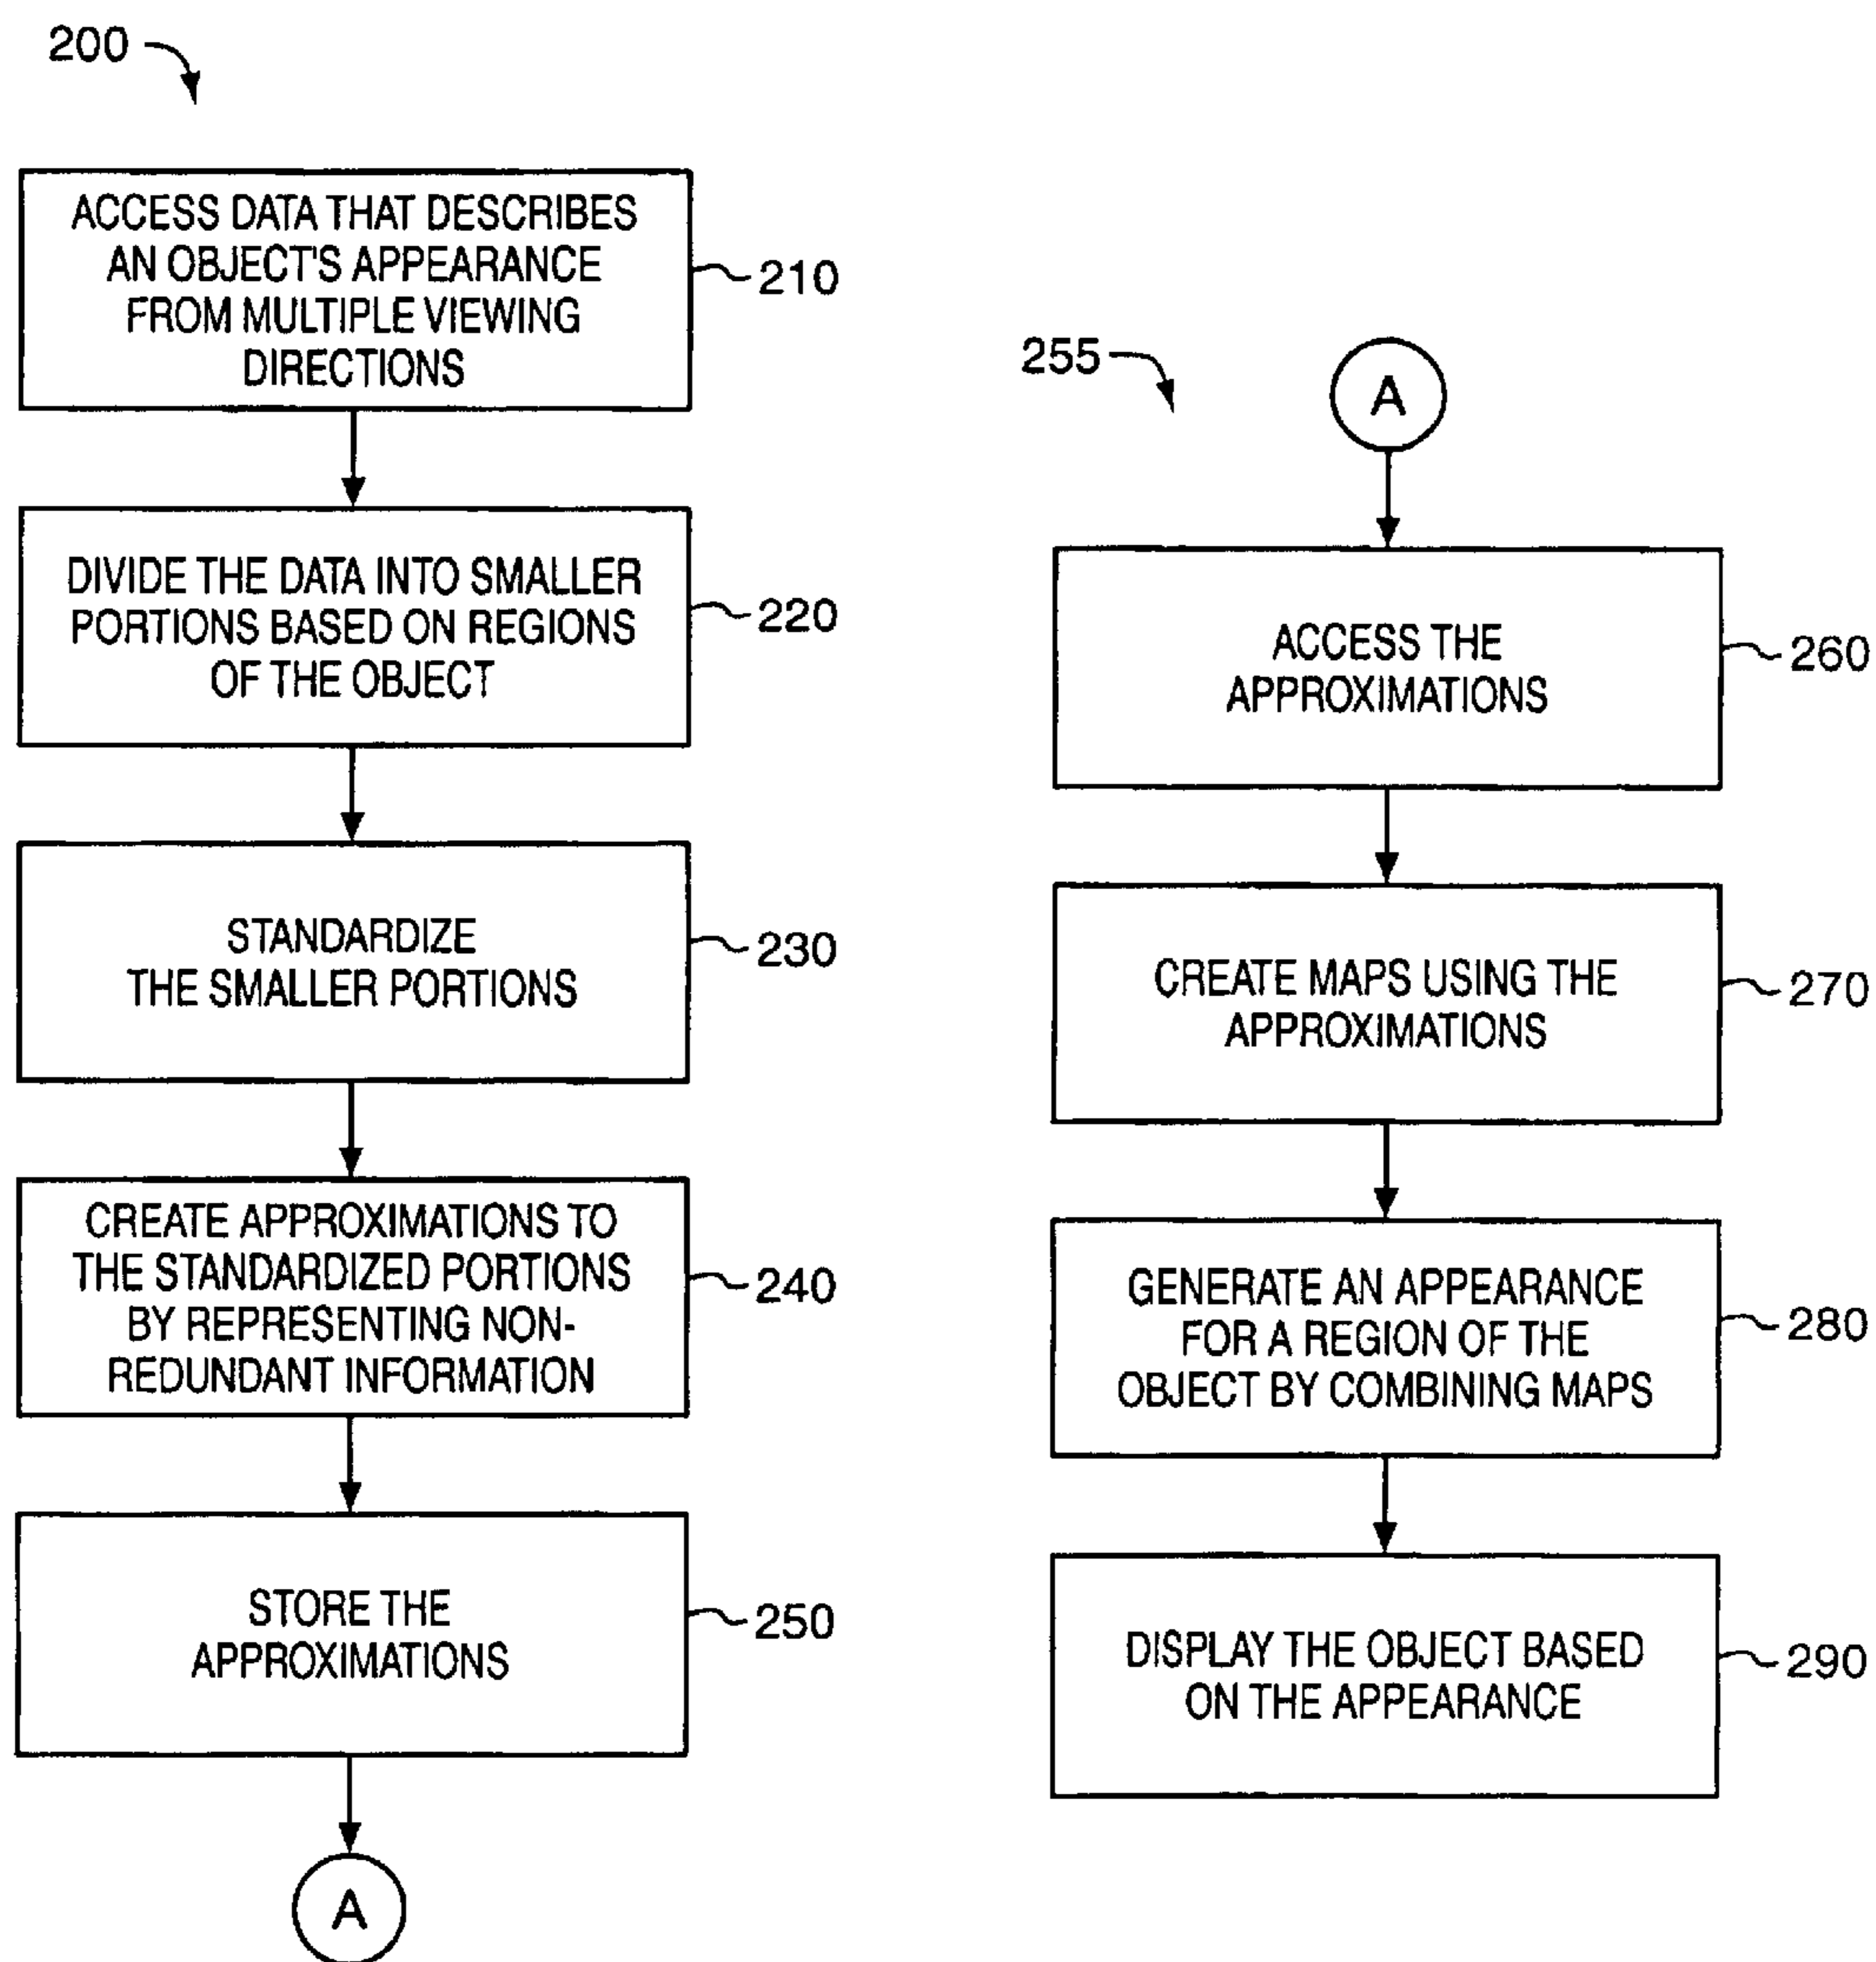 200
ACCESS DATA THAT DESCRIBES
AN OBJECT'S APPEARANCE
FROM MULTIPLE VIEWING
DIRECTIONS
210
DIVIDE THE DATA INTO SMALLER
PORTIONS BASED ON REGIONS
OF THE OBJECT
220
STANDARDIZE
THE SMALLER PORTIONS
230
CREATE APPROXIMATIONS TO
THE STANDARDIZED PORTIONS
BY REPRESENTING NON-
REDUNDANT INFORMATION
240
STORE THE
APPROXIMATIONS
250
A
255
A
ACCESS THE
APPROXIMATIONS
260
CREATE MAPS USING THE
APPROXIMATIONS
270
GENERATE AN APPEARANCE
FOR A REGION OF THE
OBJECT BY COMBINING MAPS
280
DISPLAY THE OBJECT BASED
ON THE APPEARANCE
290